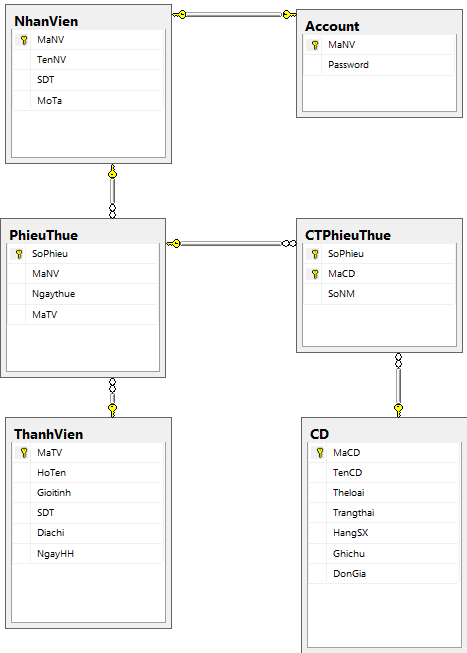 NhanVien
MaNV
TenNV
SDT
MoTa
Account
MaNV
Password
PhieuThue
SoPhieu
MaNV
Ngaythue
MaTV
CTPhieuThue
SoPhieu
MaCD
SoNM
ThanhVien
MaTV
HoTen
Gioitinh
SDT
Diachi
NgayHH
CD
MaCD
TenCD
Theloai
Trangthai
HangSX
Ghichu
DonGia